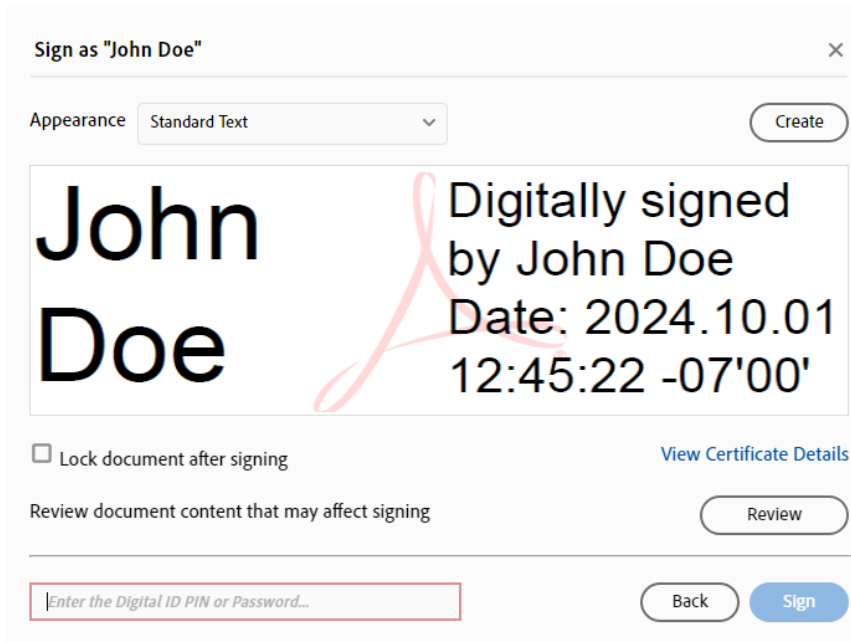 Sign as "John Doe"
Appearance Standard Text Create
John
Doe
Digitally signed
by John Doe
Date: 2024.10.01
12:45:22 -07'00'
Lock document after signing
View Certificate Details
Review document content that may affect signing Review
Enter the Digital ID PIN or Password... Back Sign